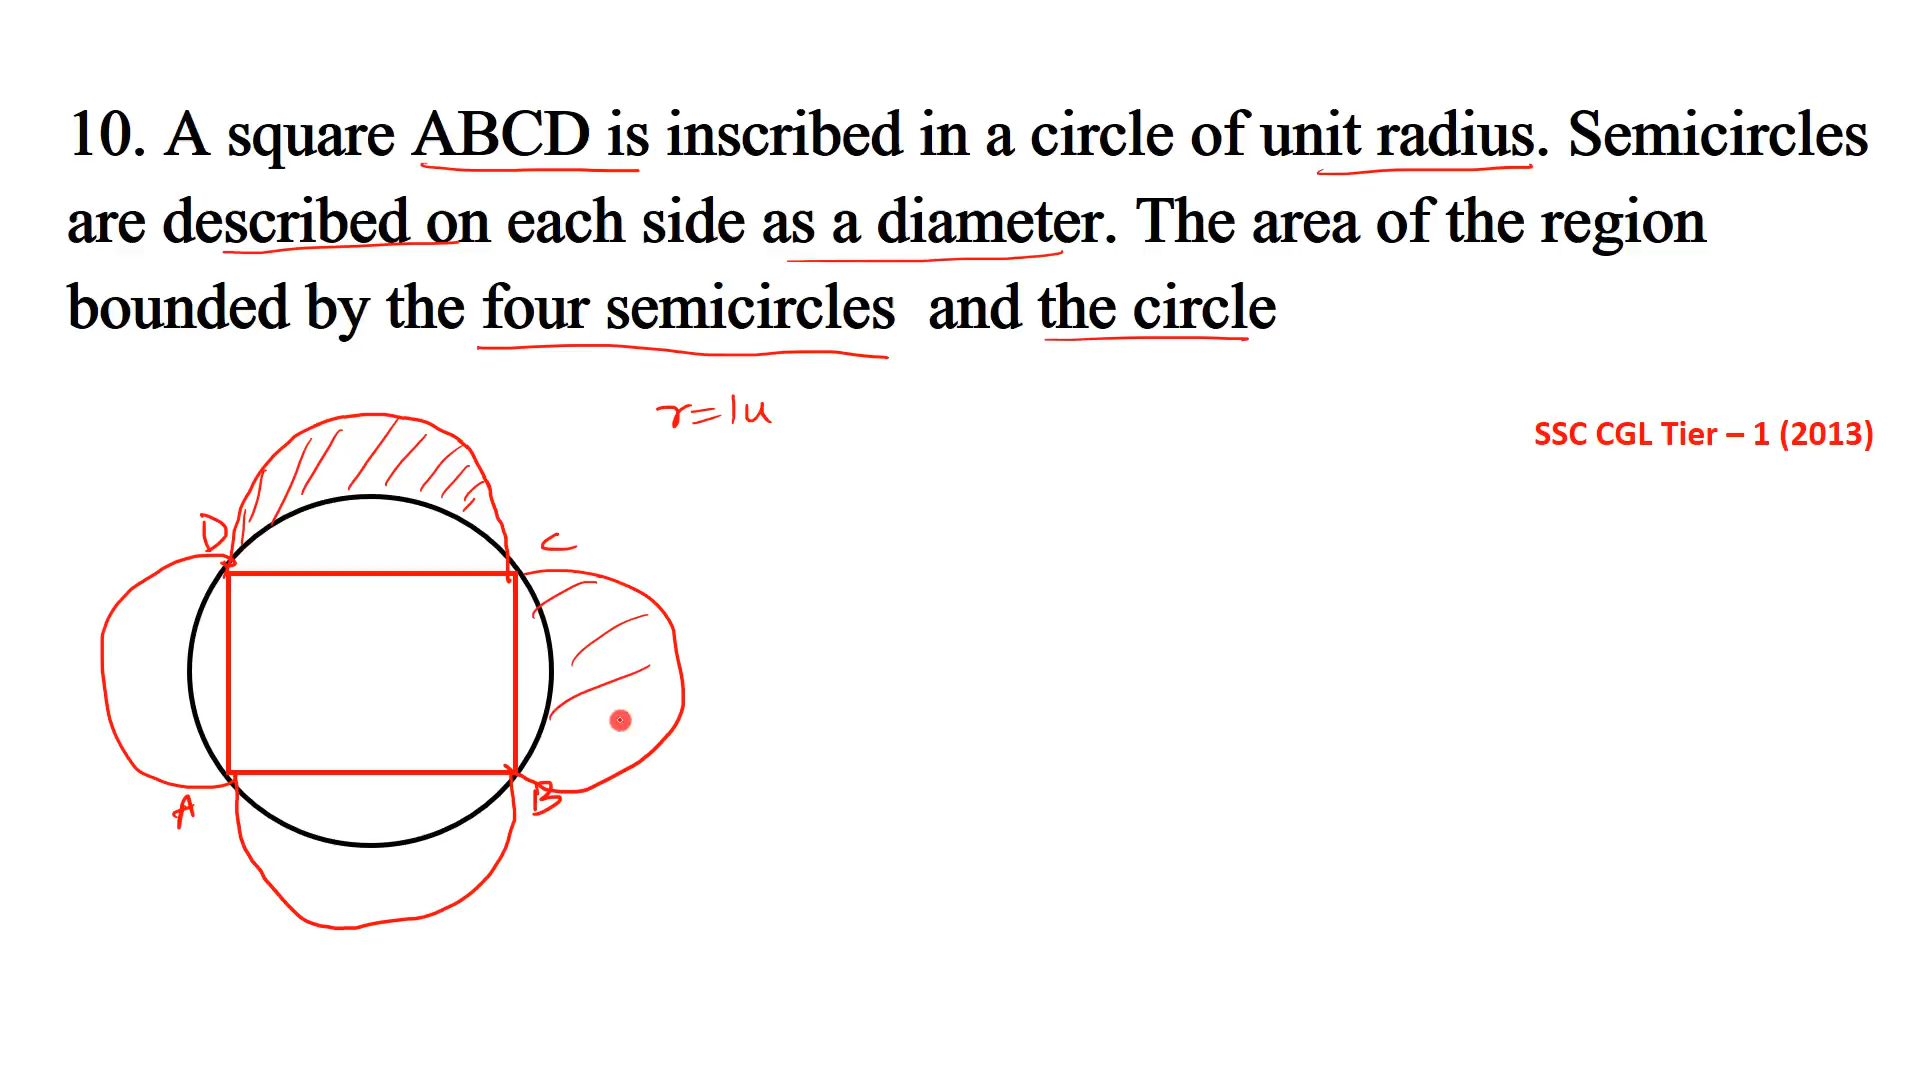 10. A square ABCD is inscribed in a circle of unit radius. Semicircles
are described on each side as a diameter. The area of the region
bounded by the four semicircles and the circle
r=1u
SSC CGL Tier – 1 (2013)
D
C
A
B